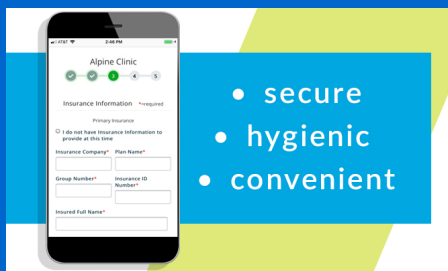 AT&T 2:48 PM
Alpine Clinic
3 4 5
Insurance Information *required
Primary Insurance
I do not have Insurance Information to
provide at this time
Insurance Company* Plan Name*
Group Number* Insurance ID
Number*
Insured Full Name*
• secure
• hygienic
• convenient